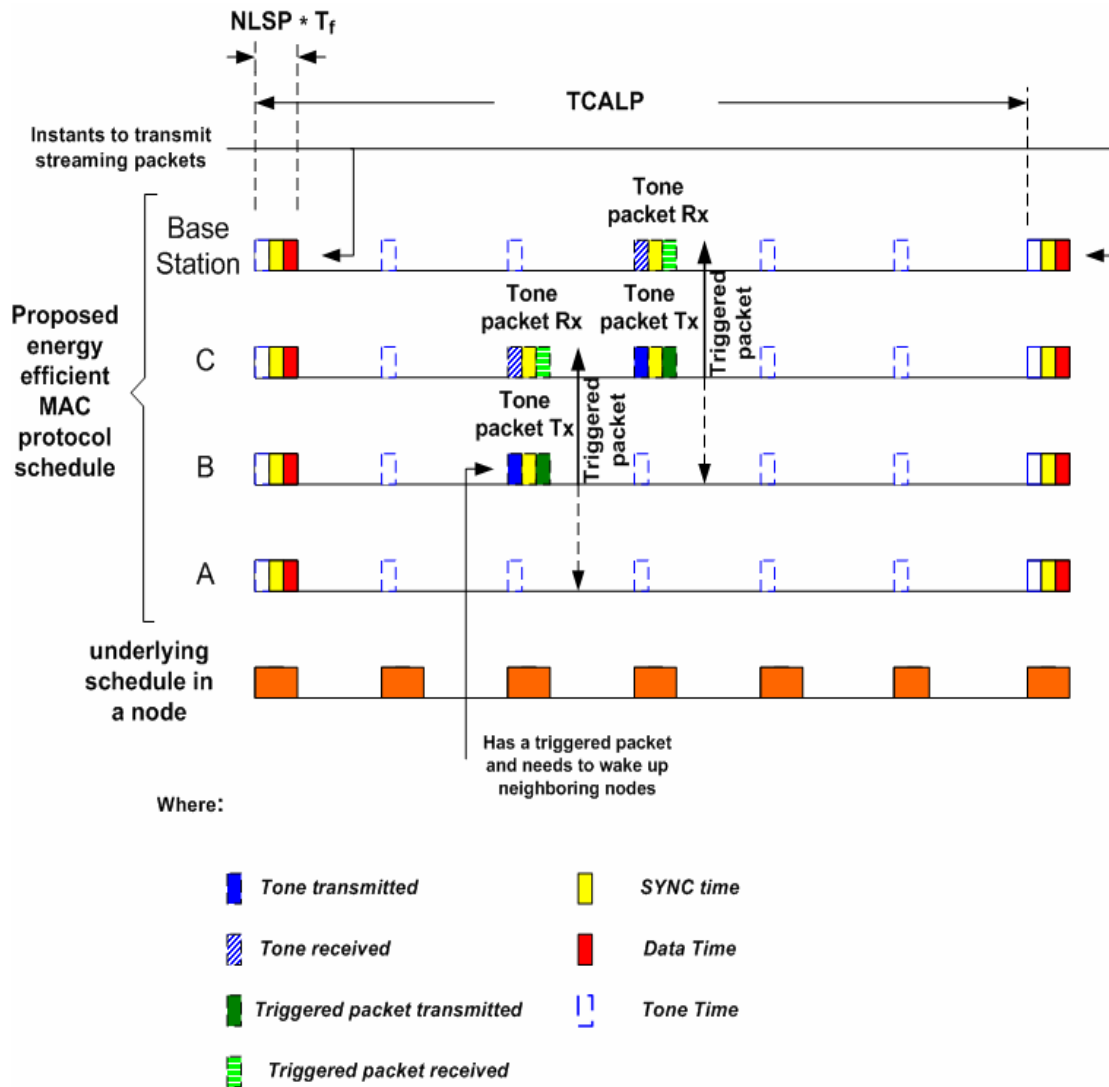 NLSP * Tf
TCALP
Instants to transmit
streaming packets
Tone
packet Rx
Base
Station
Triggered
packet
Tone
packet Rx
Tone
packet Tx
Proposed
energy
efficient
MAC
protocol
schedule
C
Tone
packet Tx
Triggered
packet
B
A
underlying
schedule in
a node
Has a triggered packet
and needs to wake up
neighboring nodes
Where:
Tone transmitted
SYNC time
Tone received
Data Time
Triggered packet transmitted
Tone Time
Triggered packet received